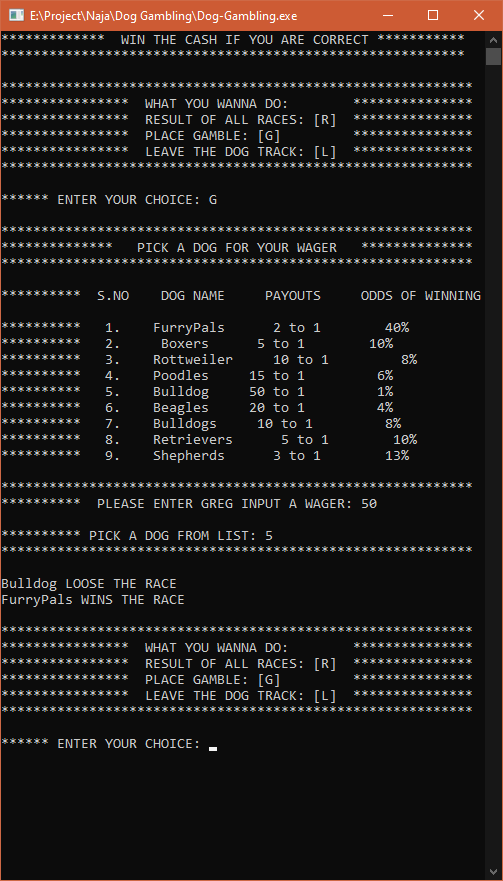 E:\Project\Naja\Dog Gambling\Dog-Gambling.exe
************* WIN THE CASH IF YOU ARE CORRECT ***********
**********************************************************
***********************************************************
**************** WHAT YOU WANNA DO: ***************
**************** RESULT OF ALL RACES: [R] ***************
**************** PLACE GAMBLE: [G] ***************
**************** LEAVE THE DOG TRACK: [L] ***************
***********************************************************
****** ENTER YOUR CHOICE: G
***********************************************************
************** PICK A DOG FOR YOUR WAGER **************
***********************************************************
********** S.NO DOG NAME PAYOUTS ODDS OF WINNING
********** 1. FurryPals 2 to 1 40%
********** 2. Boxers 5 to 1 10%
********** 3. Rottweiler 10 to 1 8%
********** 4. Poodles 15 to 1 6%
********** 5. Bulldog 50 to 1 1%
********** 6. Beagles 20 to 1 4%
********** 7. Bulldogs 10 to 1 8%
********** 8. Retrievers 5 to 1 10%
********** 9. Shepherds 3 to 1 13%
***********************************************************
********** PLEASE ENTER GREG INPUT A WAGER: 50
********** PICK A DOG FROM LIST: 5
***********************************************************
Bulldog LOOSE THE RACE
FurryPals WINS THE RACE
***********************************************************
**************** WHAT YOU WANNA DO: ***************
**************** RESULT OF ALL RACES: [R] ***************
**************** PLACE GAMBLE: [G] ***************
**************** LEAVE THE DOG TRACK: [L] ***************
***********************************************************
****** ENTER YOUR CHOICE: